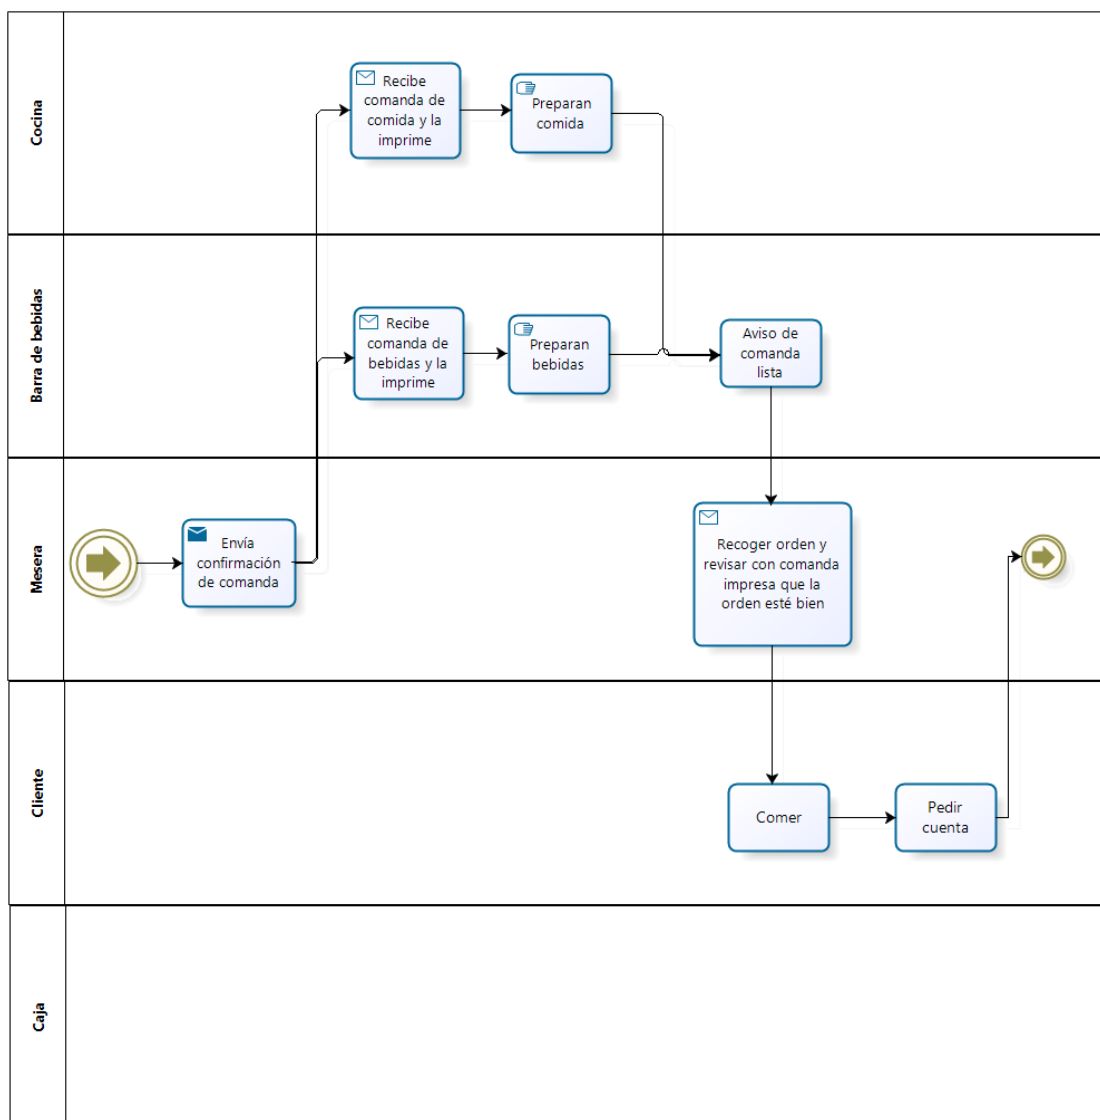 Cocina
Recibe
comanda de
comida y la
imprime
Preparan
comida
Barra de bebidas
Recibe
comanda de
bebidas y la
imprime
Preparan
bebidas
Aviso de
comanda
lista
Mesera
Envía
confirmación
de comanda
Recoger orden y
revisar con comanda
impresa que la
orden esté bien
Cliente
Comer
Pedir
cuenta
Caja